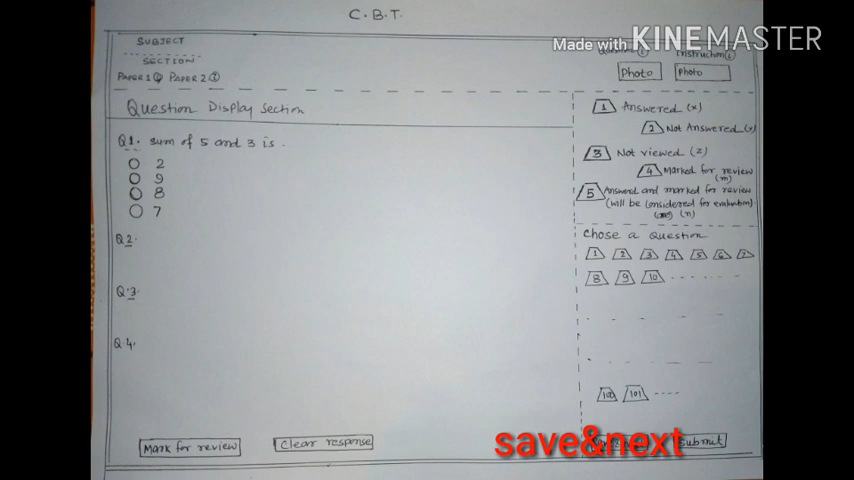 C.B.T.
Made with KINEMASTER
SUBJECT
SECTION
PAPER 1 PAPER 2
Instruction
Photo
Photo
Question Display Section
Q1. sum of 5 and 3 is.
2
9
8
7
Q2.
Q.3.
Q.4.
1 Answered (x)
2 Not Answered (y)
3 Not viewed (z)
4 Marked for review
(m)
5 Answered and marked for review
(will be considered for evaluation)
(n)
Chose a Question
1 2 3 4 5 6 7
8 9 10
100 101
Mark for review
Clear response
save&next
Submit